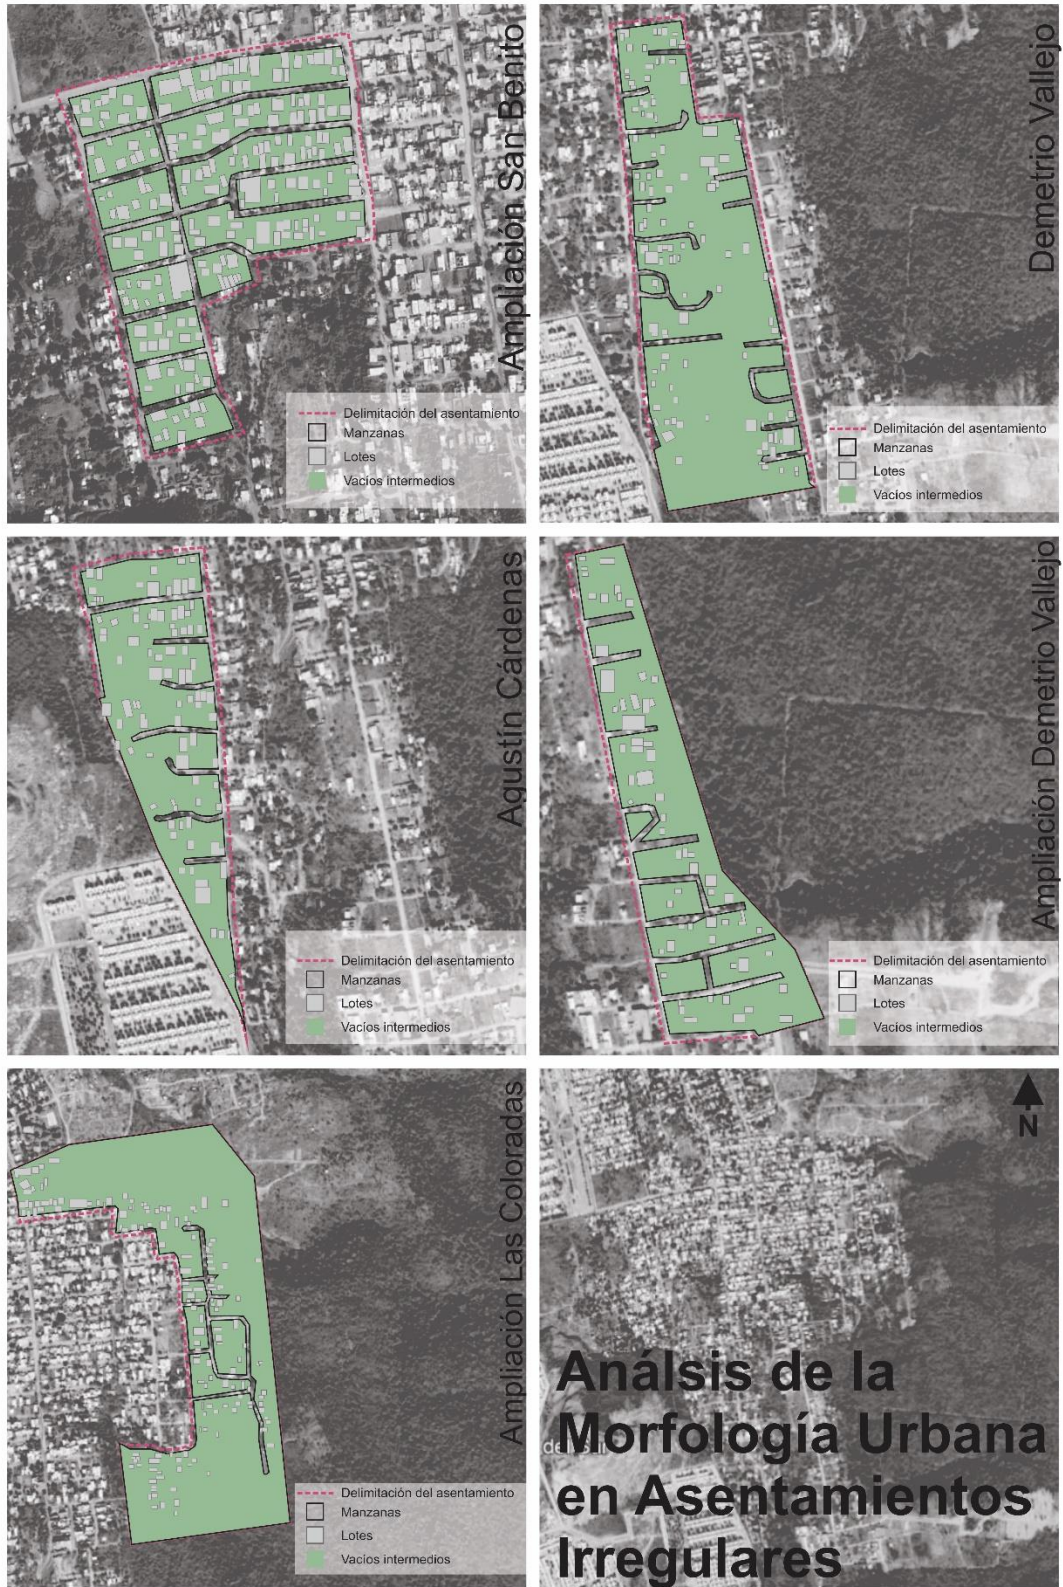 Ampliación San Benito
Delimitación del asentamiento
Manzanas
Lotes
Vacíos intermedios
Demetrio Vallejo
Delimitación del asentamiento
Manzanas
Lotes
Vacíos intermedios
Agustín Cárdenas
Delimitación del asentamiento
Manzanas
Lotes
Vacíos intermedios
Ampliación Demetrio Vallejo
Delimitación del asentamiento
Manzanas
Lotes
Vacíos intermedios
Ampliación Las Coloradas
Delimitación del asentamiento
Manzanas
Lotes
Vacíos intermedios
N
Análsis de la
Morfología Urbana
en Asentamientos
Irregulares